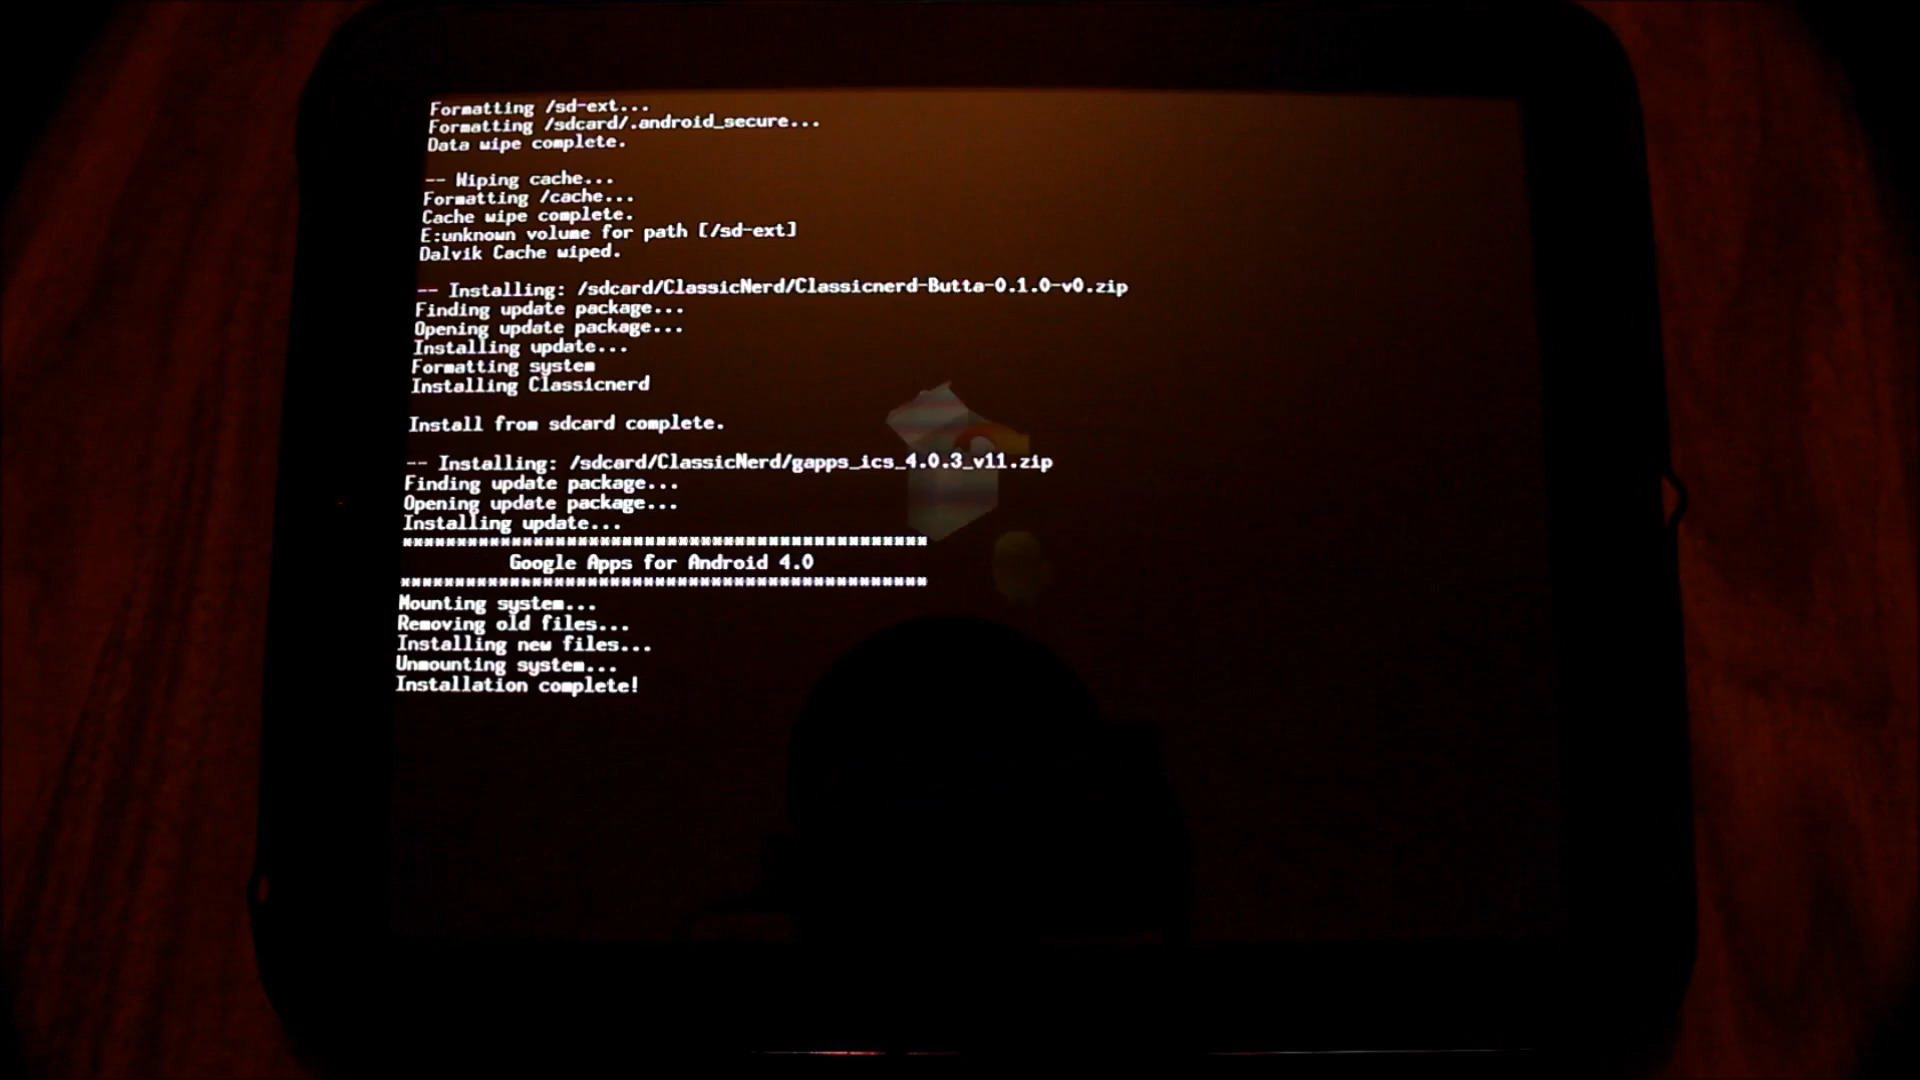 Formatting /sd-ext...
Formatting /sdcard/.android_secure...
Data wipe complete.
-- Wiping cache...
Formatting /cache...
Cache wipe complete.
E:unknown volume for path [/sd-ext]
Dalvik Cache wiped.
-- Installing: /sdcard/ClassicNerd/Classicnerd-Butta-0.1.0-v0.zip
Finding update package...
Opening update package...
Installing update...
Formatting system
Installing Classicnerd
Install from sdcard complete.
-- Installing: /sdcard/ClassicNerd/gapps_ics_4.0.3_v11.zip
Finding update package...
Opening update package...
Installing update...
*************************************************
Google Apps for Android 4.0
*************************************************
Mounting system...
Removing old files...
Installing new files...
Unmounting system...
Installation complete!